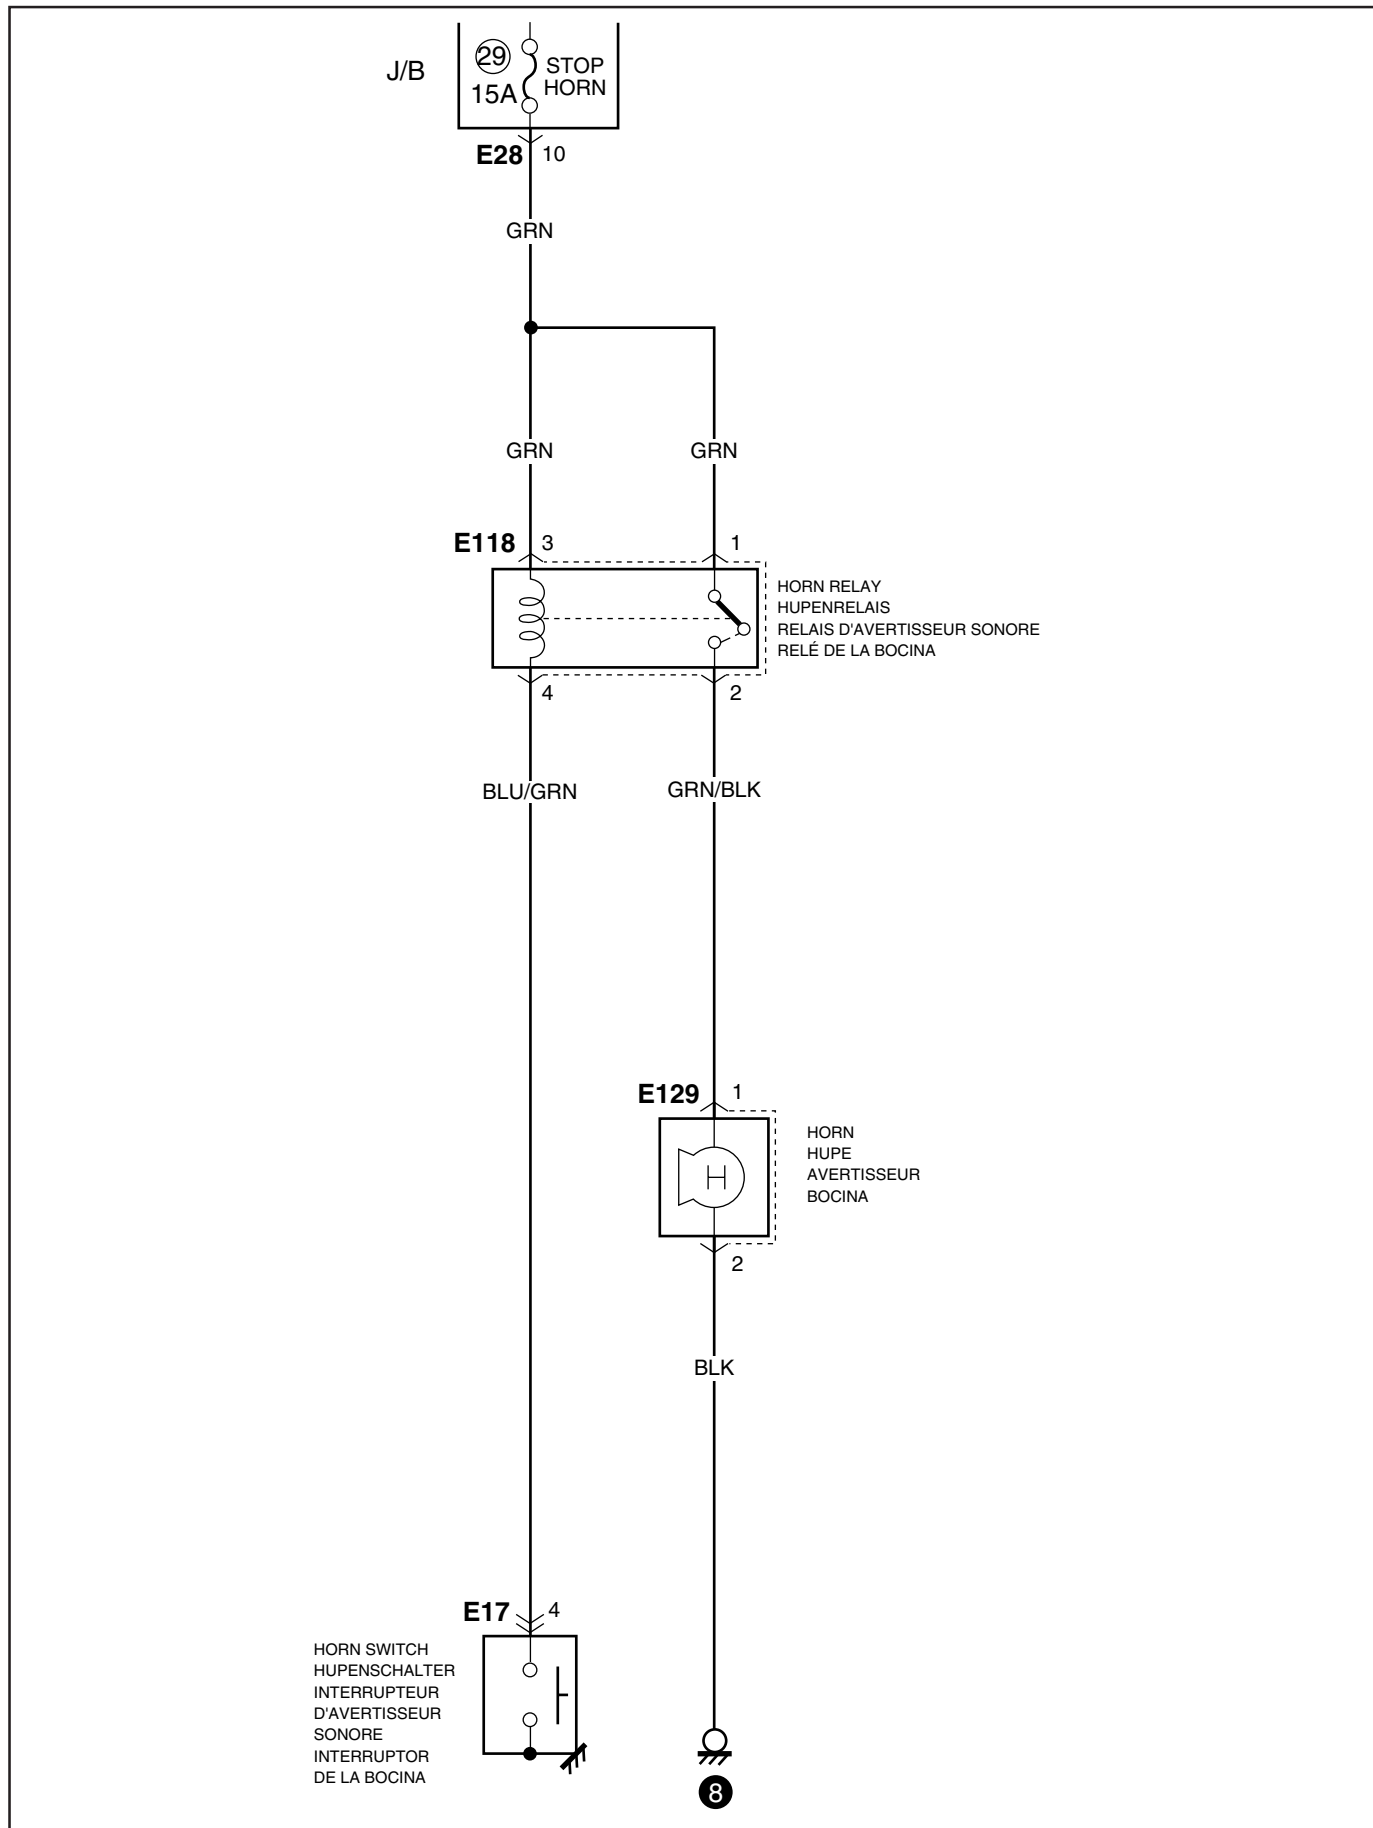 J/B
29
15A
STOP
HORN
E28 10
GRN
GRN
GRN
E118 3
1
HORN RELAY
HUPENRELAIS
RELAIS D'AVERTISSEUR SONORE
RELÉ DE LA BOCINA
4
2
BLU/GRN
GRN/BLK
E129 1
H
HORN
HUPE
AVERTISSEUR
BOCINA
2
BLK
E17 4
HORN SWITCH
HUPENSCHALTER
INTERRUPTEUR
D'AVERTISSEUR
SONORE
INTERRUPTOR
DE LA BOCINA
8